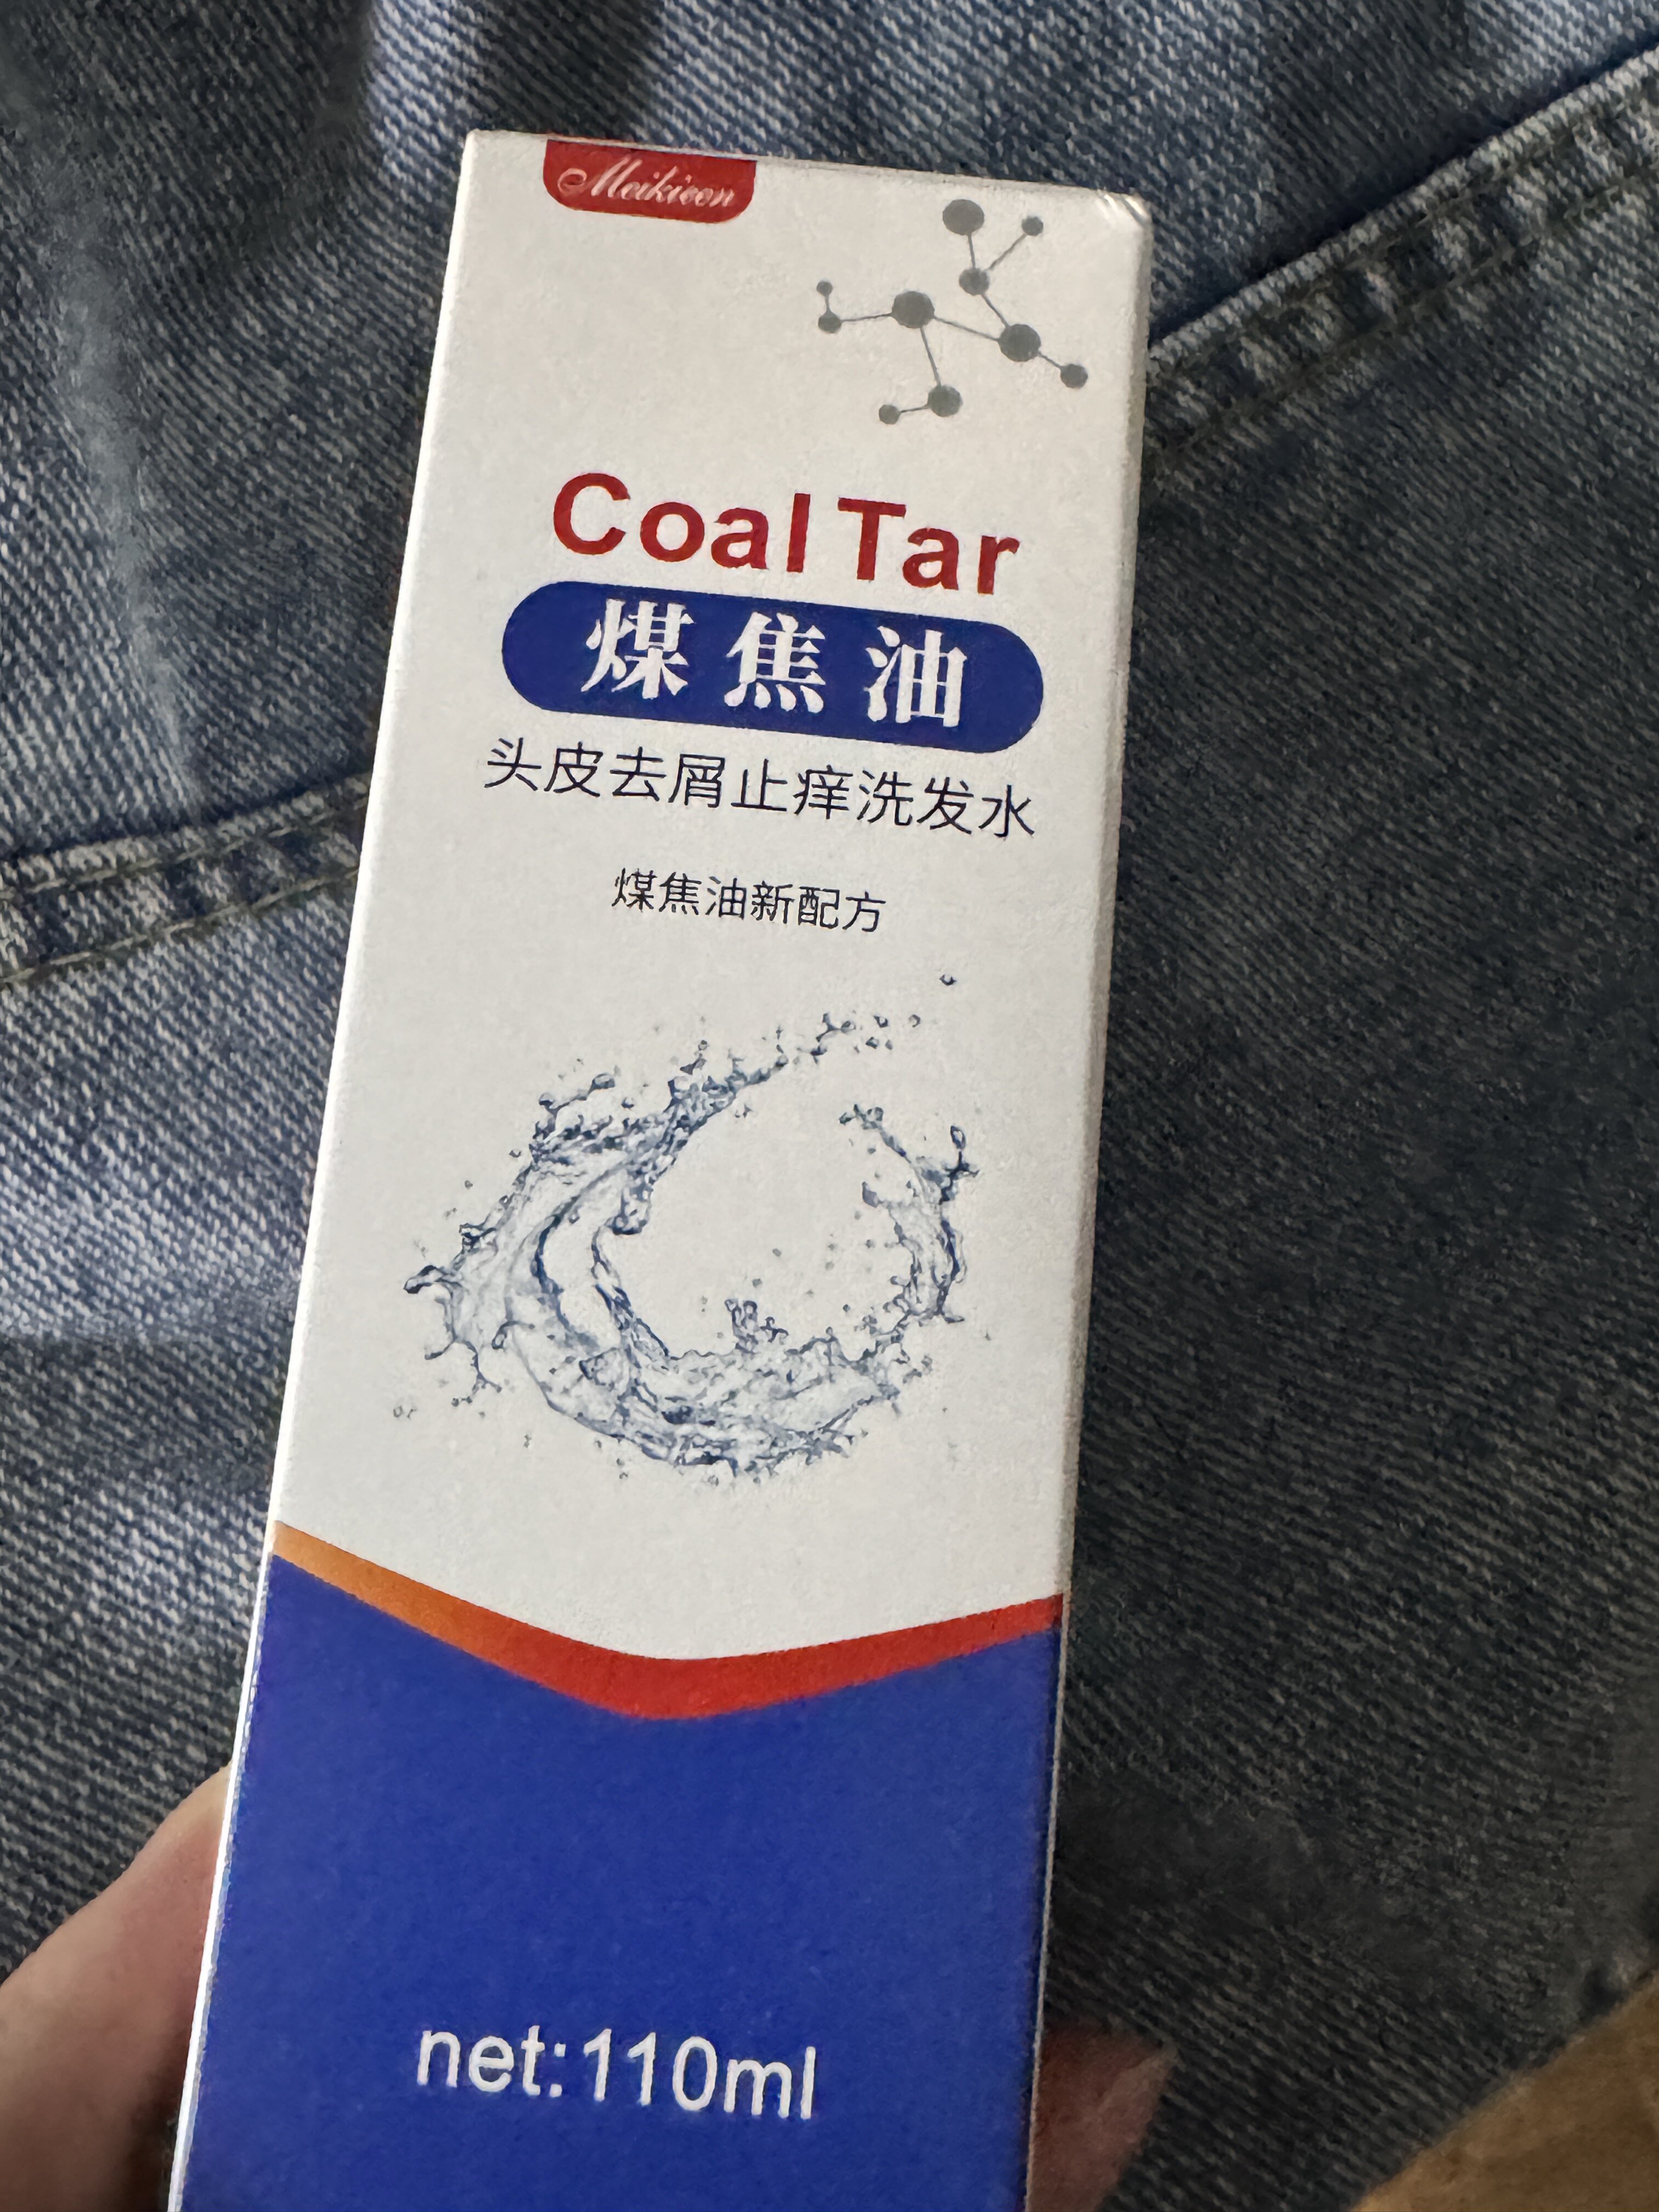 Meikieon
Coal Tar
煤焦油
头皮去屑止痒洗发水
煤焦油新配方
net:110ml